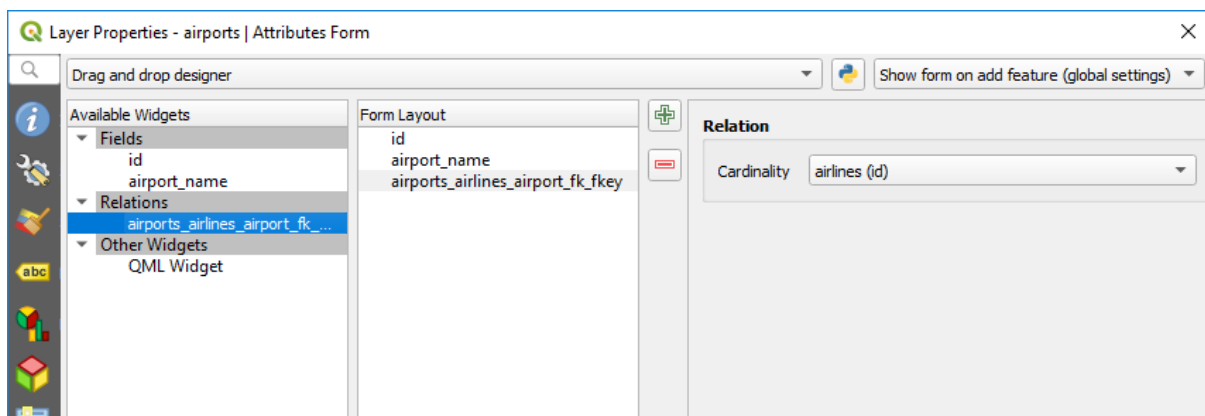 Layer Properties - airports | Attributes Form
Drag and drop designer
Show form on add feature (global settings)
Available Widgets
Fields
id
airport_name
Relations
airports_airlines_airport_fk_...
Other Widgets
QML Widget
Form Layout
id
airport_name
airports_airlines_airport_fk_fkey
Relation
Cardinality
airlines (id)
abc